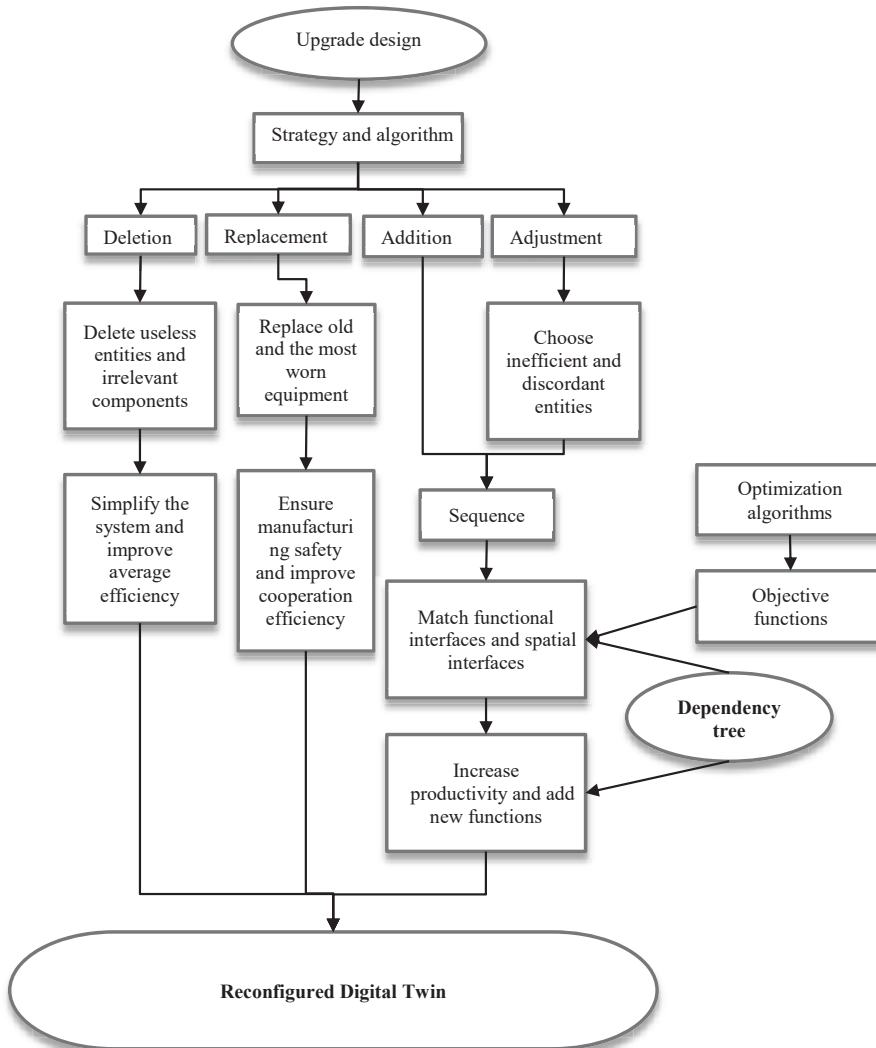 Upgrade design
Strategy and algorithm
Deletion
Replacement
Addition
Adjustment
Delete useless
entities and
irrelevant
components
Replace old
and the most
worn
equipment
Choose
inefficient and
discordant
entities
Simplify the
system and
improve
average
efficiency
Ensure
manufacturi
ng safety
and improve
cooperation
efficiency
Sequence
Optimization
algorithms
Objective
functions
Match functional
interfaces and spatial
interfaces
Dependency
tree
Increase
productivity and add
new functions
Reconfigured Digital Twin